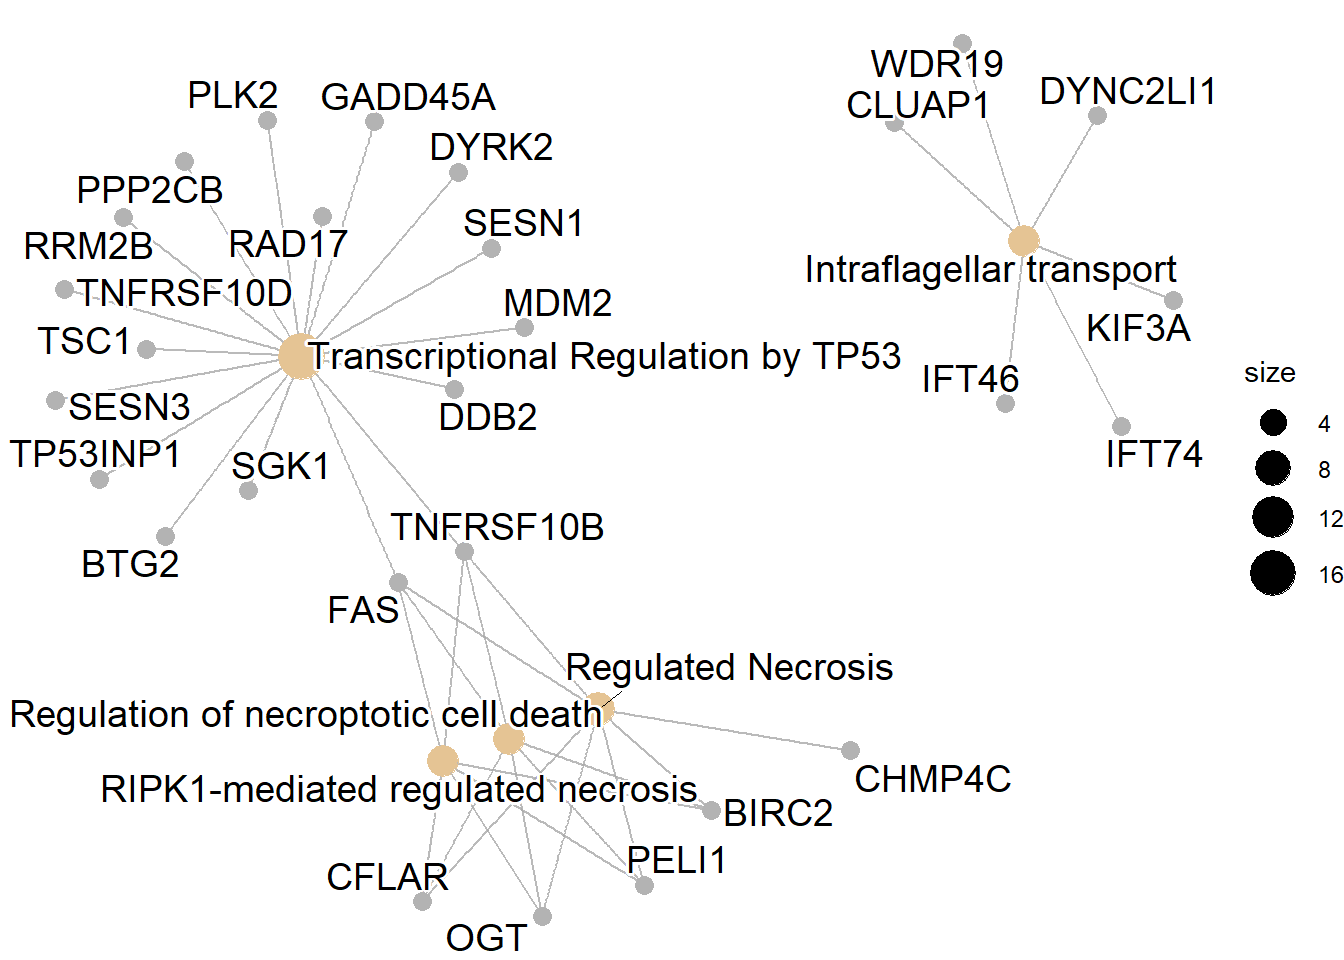 WDR19
PLK2
GADD45A
DYNC2LI1
CLUAP1
DYRK2
PPP2CB
SESN1
RRM2B
RAD17
Intraflagellar transport
TNFRSF10D
MDM2
KIF3A
TSC1
Transcriptional Regulation by TP53
size
IFT46
SESN3
DDB2
4
TP53INP1
SGK1
IFT74
8
12
TNFRSF10B
BTG2
16
FAS
Regulated Necrosis
Regulation of necroptotic cell death
CHMP4C
RIPK1-mediated regulated necrosis
BIRC2
PELI1
CFLAR
OGT